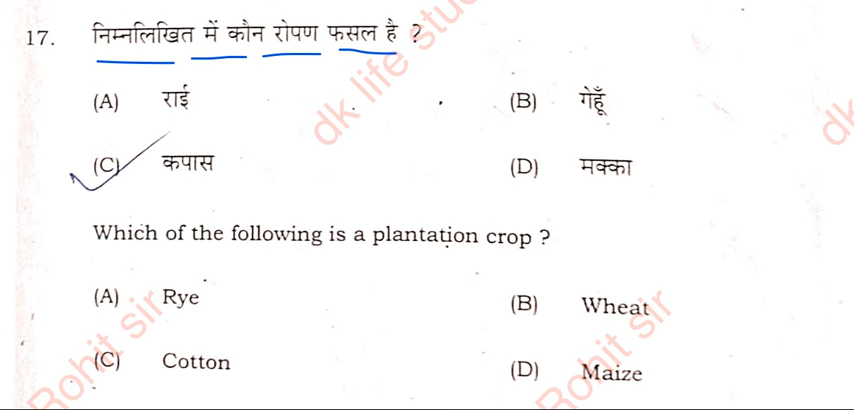 17. निम्नलिखित में कौन रोपण फसल है ?
(A) राई (B) गेहूँ
(C) कपास (D) मक्का
Which of the following is a plantation crop ?
(A) Rye (B) Wheat
(C) Cotton (D) Maize
dk life stu
dk
Rohit sir
Rohit sir